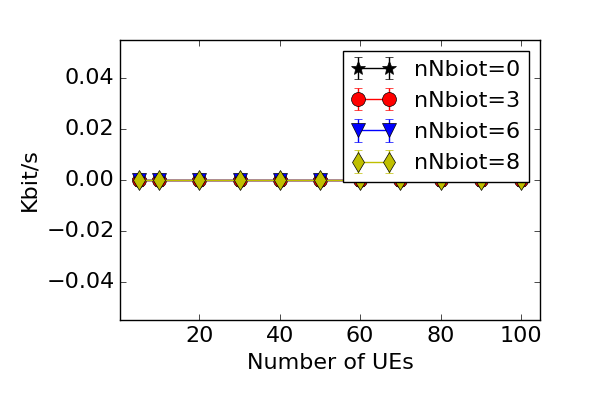 0.04
0.02
0.00
−0.02
−0.04
Kbit/s
nNbiot=0
nNbiot=3
nNbiot=6
nNbiot=8
20 40 60 80 100
Number of UEs